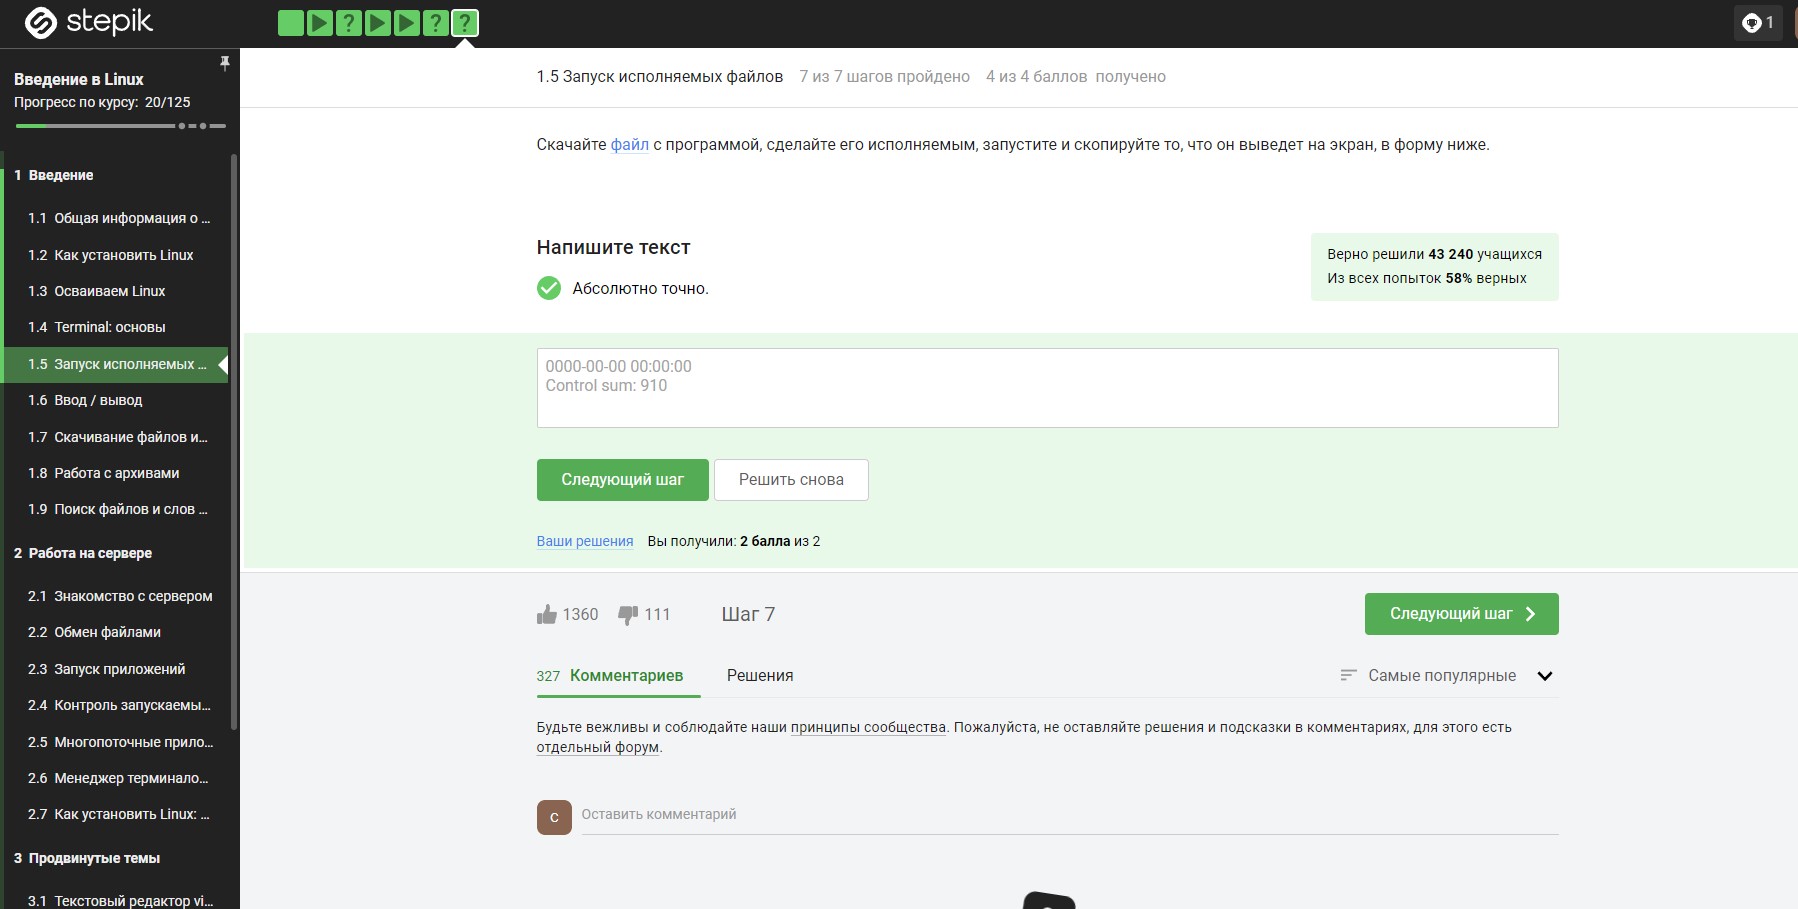 stepik
?
?
?
1
Введение в Linux
Прогресс по курсу: 20/125
1 Введение
1.1 Общая информация о ...
1.2 Как установить Linux
1.3 Осваиваем Linux
1.4 Terminal: основы
1.5 Запуск исполняемых ...
1.6 Ввод / вывод
1.7 Скачивание файлов и...
1.8 Работа с архивами
1.9 Поиск файлов и слов ...
2 Работа на сервере
2.1 Знакомство с сервером
2.2 Обмен файлами
2.3 Запуск приложений
2.4 Контроль запускаемы...
2.5 Многопоточные прило...
2.6 Менеджер терминало...
2.7 Как установить Linux: ...
3 Продвинутые темы
3.1 Текстовый редактор vi...
1.5 Запуск исполняемых файлов 7 из 7 шагов пройдено 4 из 4 баллов получено
Скачайте файл с программой, сделайте его исполняемым, запустите и скопируйте то, что он выведет на экран, в форму ниже.
Напишите текст
Абсолютно точно.
Верно решили 43 240 учащихся
Из всех попыток 58% верных
0000-00-00 00:00:00
Control sum: 910
Следующий шаг Решить снова
Ваши решения Вы получили: 2 балла из 2
1360 111 Шаг 7 Следующий шаг
327 Комментариев Решения Самые популярные
Будьте вежливы и соблюдайте наши принципы сообщества. Пожалуйста, не оставляйте решения и подсказки в комментариях, для этого есть
отдельный форум.
C Оставить комментарий